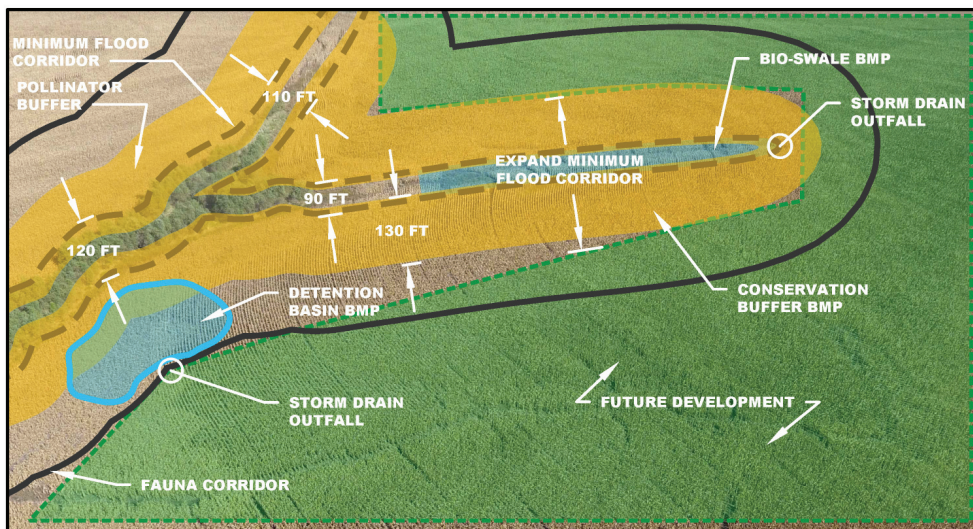 MINIMUM FLOOD
CORRIDOR
POLLINATOR
BUFFER
110 FT
BIO-SWALE BMP
STORM DRAIN
OUTFALL
EXPAND MINIMUM
FLOOD CORRIDOR
90 FT
130 FT
120 FT
DETENTION
BASIN BMP
CONSERVATION
BUFFER BMP
STORM DRAIN
OUTFALL
FUTURE DEVELOPMENT
FAUNA CORRIDOR